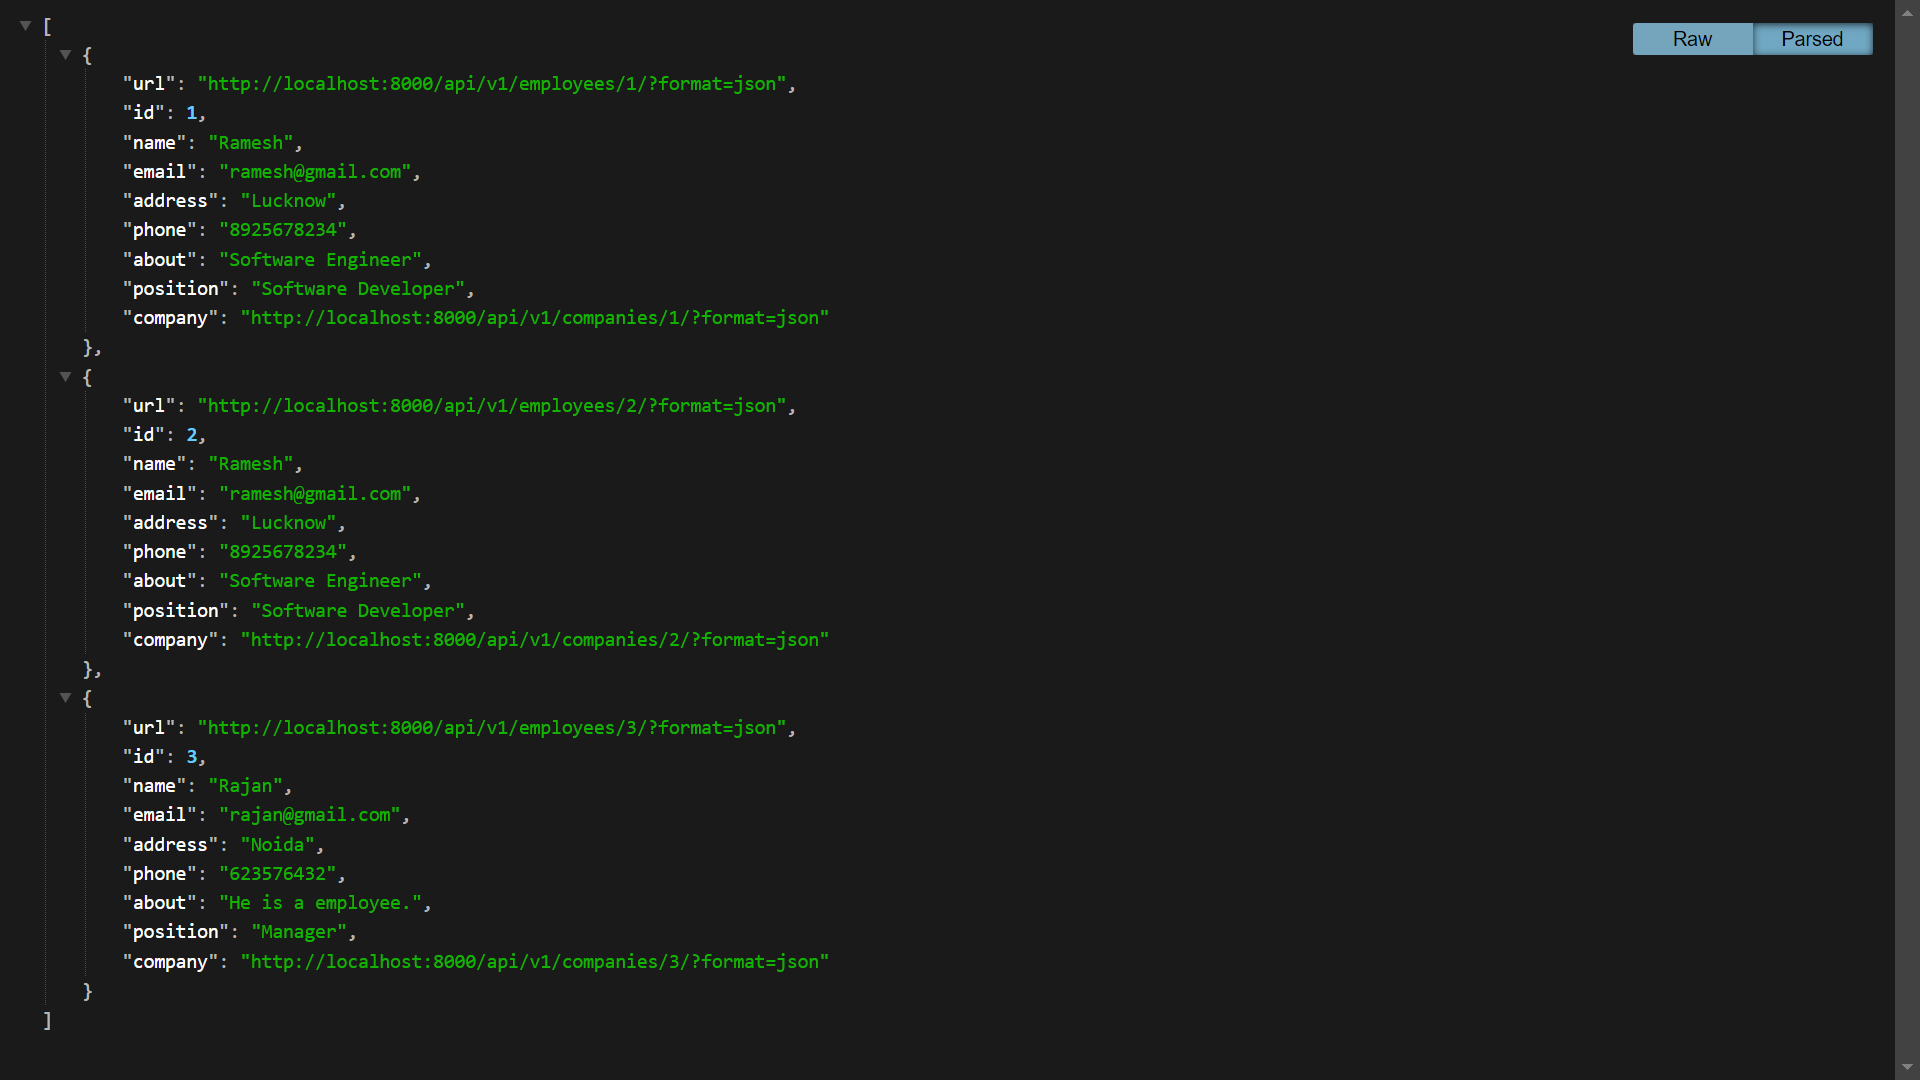 [
Raw Parsed
{
"url": "http://localhost:8000/api/v1/employees/1/?format=json",
"id": 1,
"name": "Ramesh",
"email": "ramesh@gmail.com",
"address": "Lucknow",
"phone": "8925678234",
"about": "Software Engineer",
"position": "Software Developer",
"company": "http://localhost:8000/api/v1/companies/1/?format=json"
},
{
"url": "http://localhost:8000/api/v1/employees/2/?format=json",
"id": 2,
"name": "Ramesh",
"email": "ramesh@gmail.com",
"address": "Lucknow",
"phone": "8925678234",
"about": "Software Engineer",
"position": "Software Developer",
"company": "http://localhost:8000/api/v1/companies/2/?format=json"
},
{
"url": "http://localhost:8000/api/v1/employees/3/?format=json",
"id": 3,
"name": "Rajan",
"email": "rajan@gmail.com",
"address": "Noida",
"phone": "623576432",
"about": "He is a employee.",
"position": "Manager",
"company": "http://localhost:8000/api/v1/companies/3/?format=json"
}
]